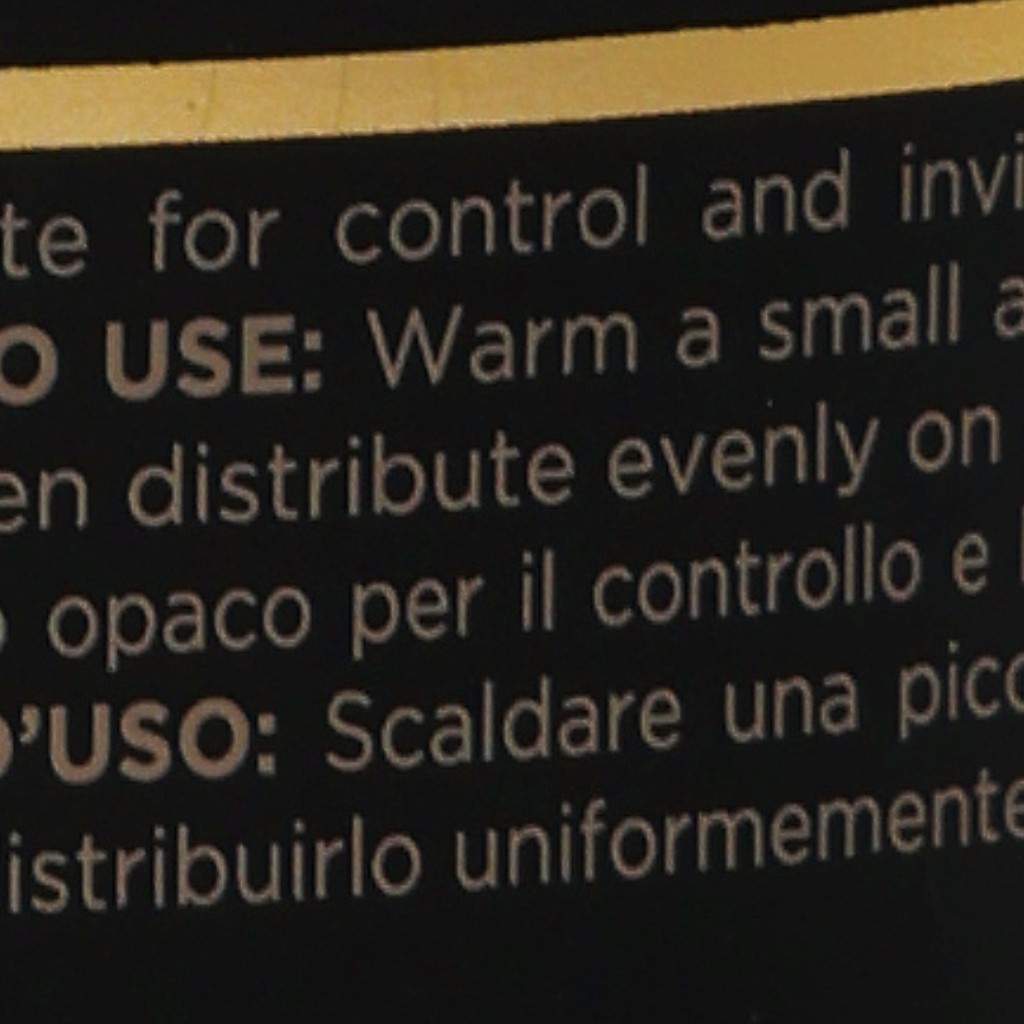 te for control and invi
O USE: Warm a small a
en distribute evenly on
opaco per il controllo e
D'USO: Scaldare una picc
istribuirlo uniformemente